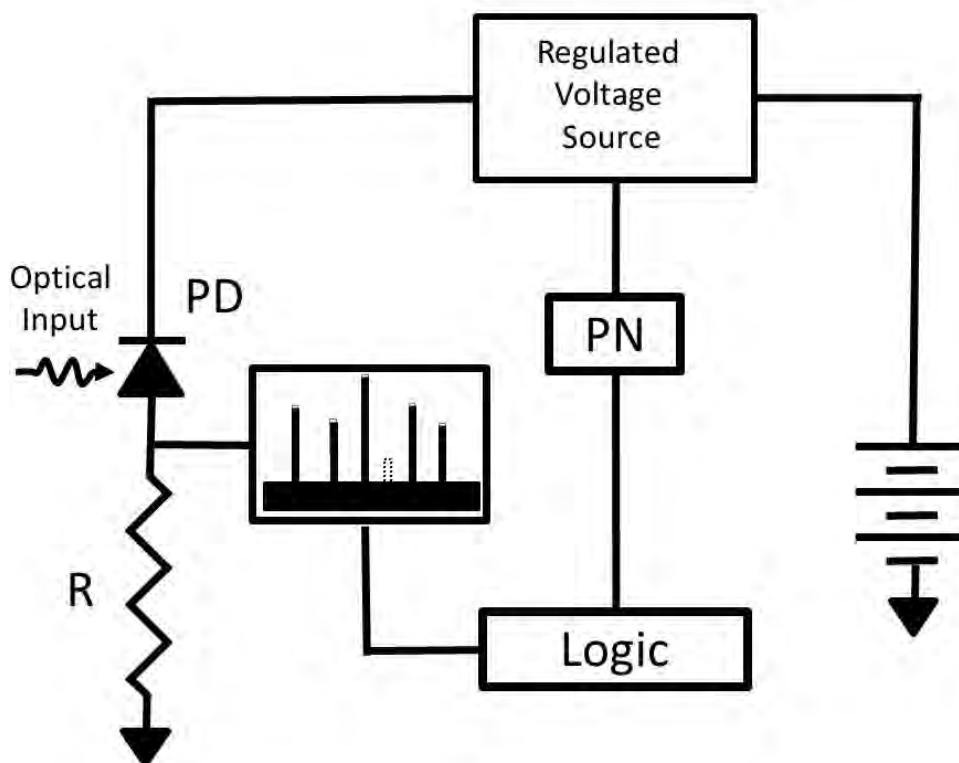 Regulated
Voltage
Source
Optical
Input
PD
PN
R
Logic